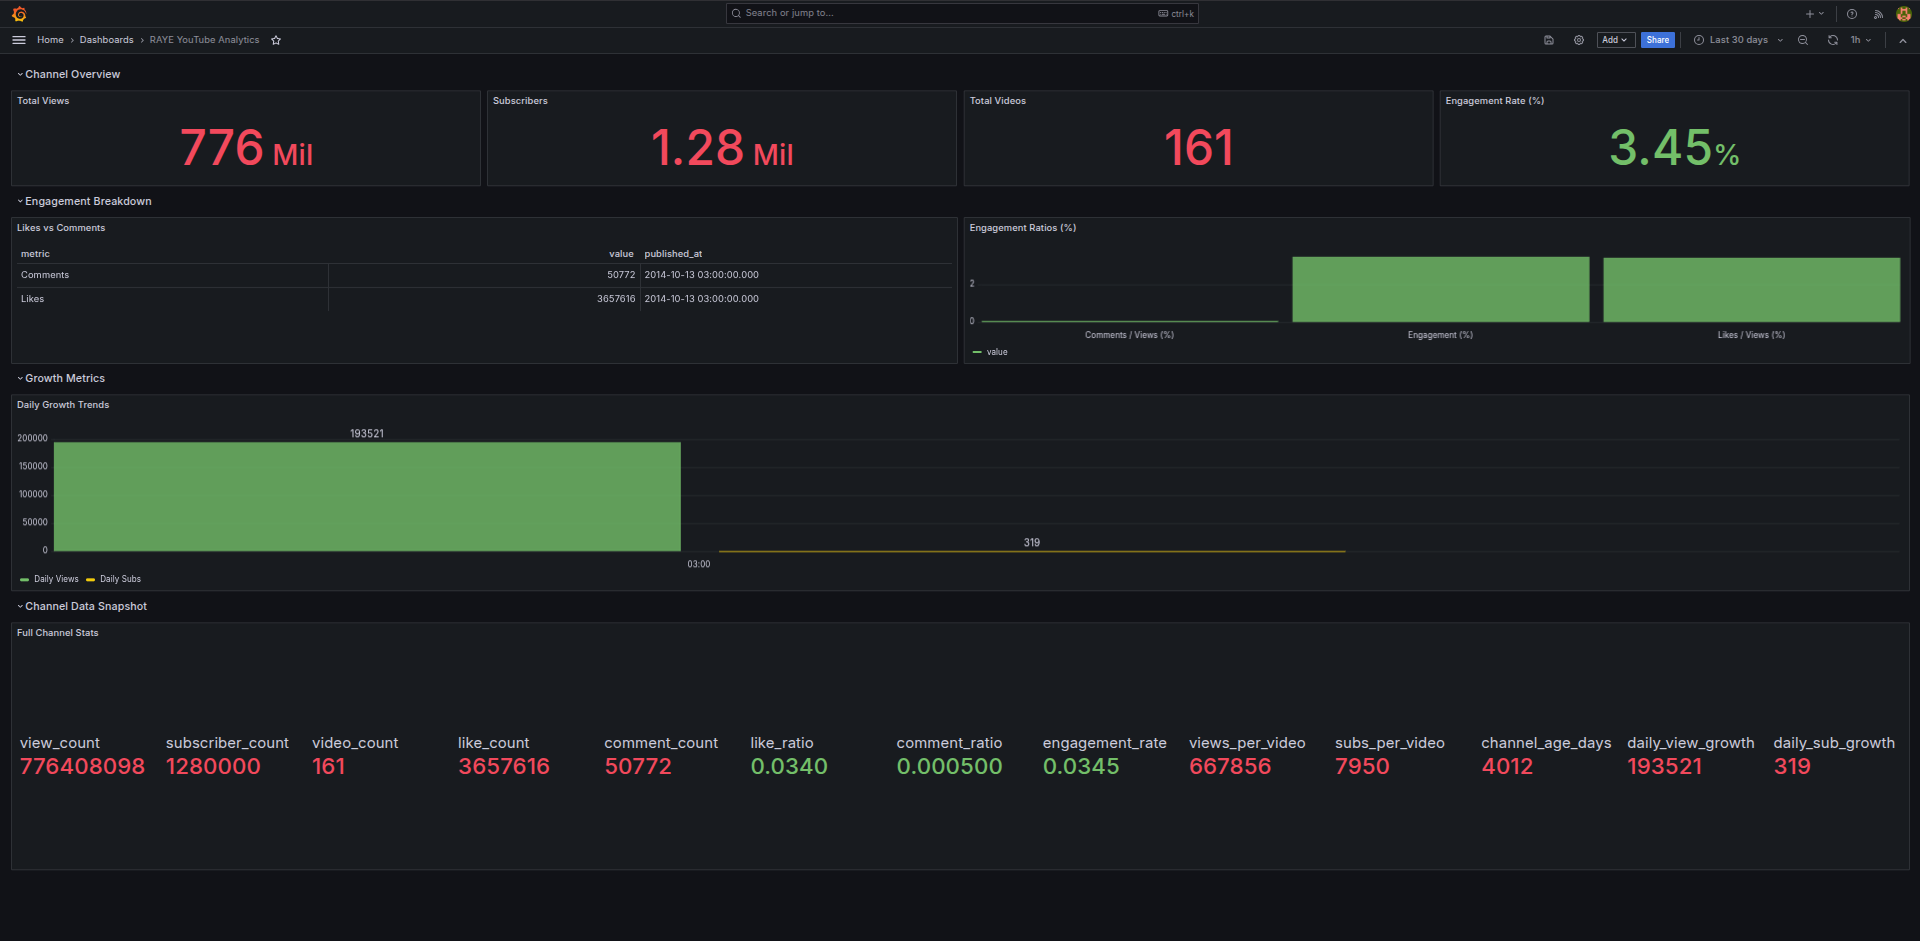 Search or jump to...
ctrl+k
Home › Dashboards › RAYE YouTube Analytics
Add
Share
Last 30 days
1h
Channel Overview
Total Views
776 Mil
Subscribers
1.28 Mil
Total Videos
161
Engagement Rate (%)
3.45%
Engagement Breakdown
Likes vs Comments
metric value published_at
Comments 50772 2014-10-13 03:00:00.000
Likes 3657616 2014-10-13 03:00:00.000
Engagement Ratios (%)
2
0
Comments / Views (%)
Engagement (%)
Likes / Views (%)
value
Growth Metrics
Daily Growth Trends
193521
200000
150000
100000
50000
0
319
03:00
Daily Views Daily Subs
Channel Data Snapshot
Full Channel Stats
view_count
776408098
subscriber_count
1280000
video_count
161
like_count
3657616
comment_count
50772
like_ratio
0.0340
comment_ratio
0.000500
engagement_rate
0.0345
views_per_video
667856
subs_per_video
7950
channel_age_days
4012
daily_view_growth
193521
daily_sub_growth
319